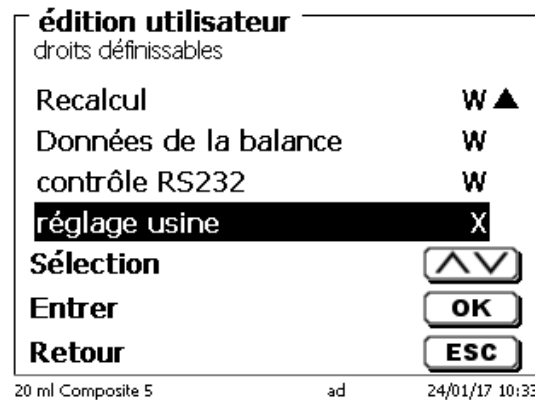 édition utilisateur
droits définissables
Recalcul W ▲
Données de la balance W
contrôle RS232 W
réglage usine X
Sélection
Entrer OK
Retour ESC
20 ml Composite 5 ad 24/01/17 10:33